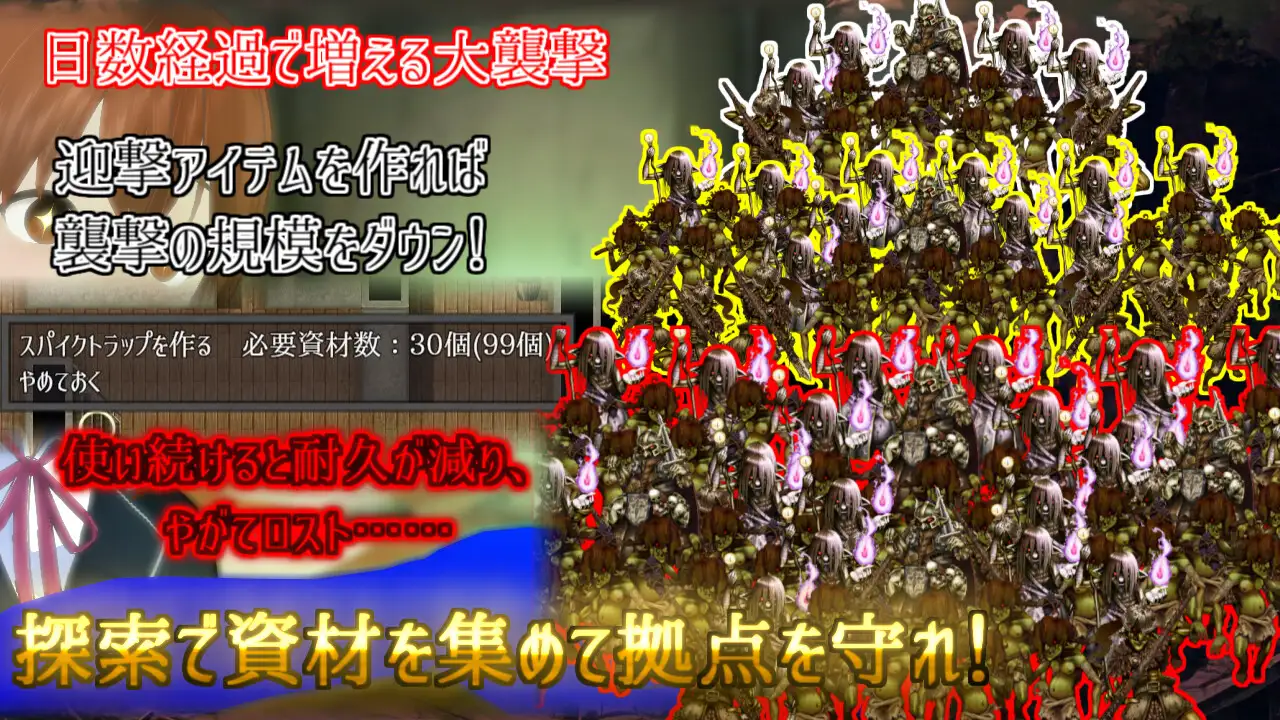 日数経過で増える大襲撃
迎撃アイテムを作れば
襲撃の規模をダウン！
スパイクトラップを作る　必要資材数：30個(99個)
やめておく
使い続けると耐久が減り、
やがてロスト……
探索で資材を集めて拠点を守れ！